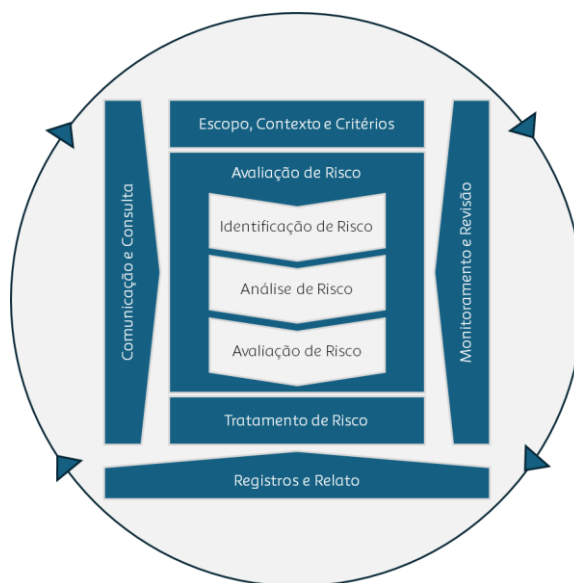 Escopo, Contexto e Critérios
Avaliação de Risco
Identificação de Risco
Análise de Risco
Avaliação de Risco
Tratamento de Risco
Comunicação e Consulta
Monitoramento e Revisão
Registros e Relato